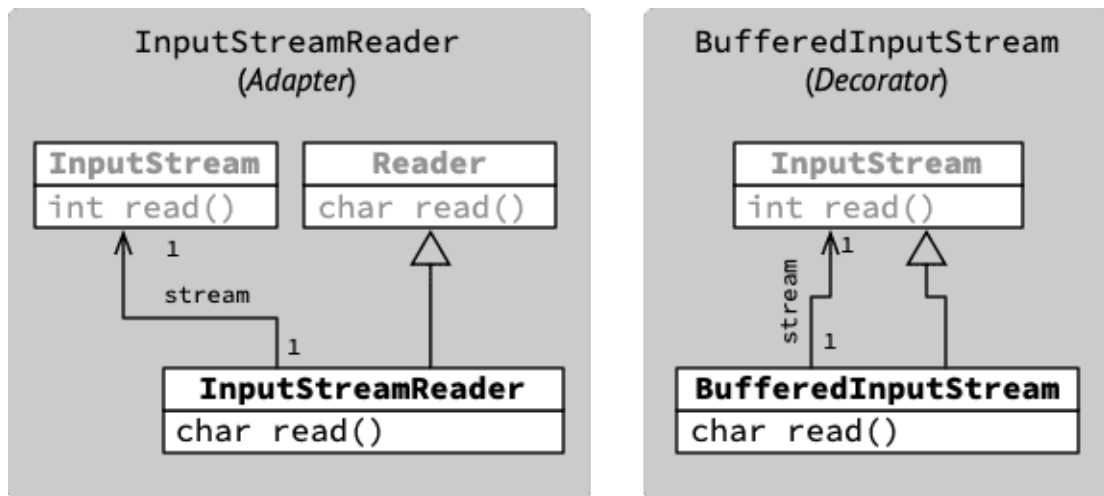 InputStreamReader
(Adapter)
InputStream
int read()
Reader
char read()
1
stream
1
InputStreamReader
char read()
BufferedInputStream
(Decorator)
InputStream
int read()
1
stream
1
BufferedInputStream
char read()